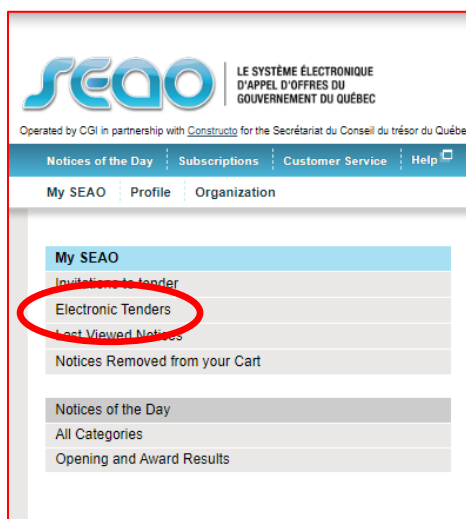 seao
LE SYSTÈME ÉLECTRONIQUE
D'APPEL D'OFFRES DU
GOUVERNEMENT DU QUÉBEC
Operated by CGI in partnership with Constructo for the Secrétariat du Conseil du trésor du Québe
Notices of the Day Subscriptions Customer Service Help
My SEAO Profile Organization
My SEAO
Invitations to tender
Electronic Tenders
Last Viewed Notices
Notices Removed from your Cart
Notices of the Day
All Categories
Opening and Award Results